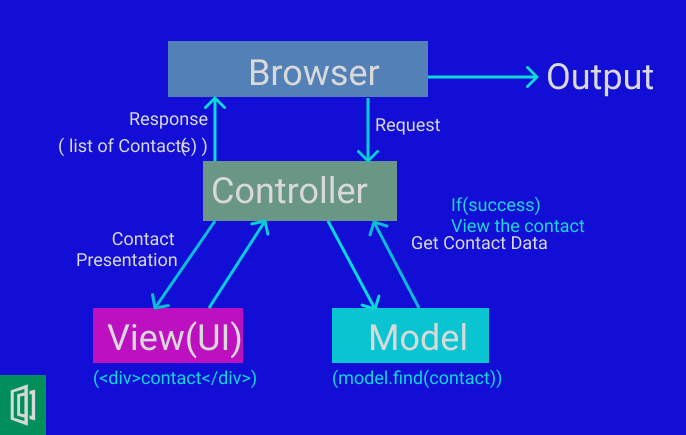 Browser
Output
Response
( list of Contact(s) )
Request
Controller
If(success)
View the contact
Get Contact Data
Contact
Presentation
View(UI)
Model
(<div>contact</div>)
(model.find(contact))